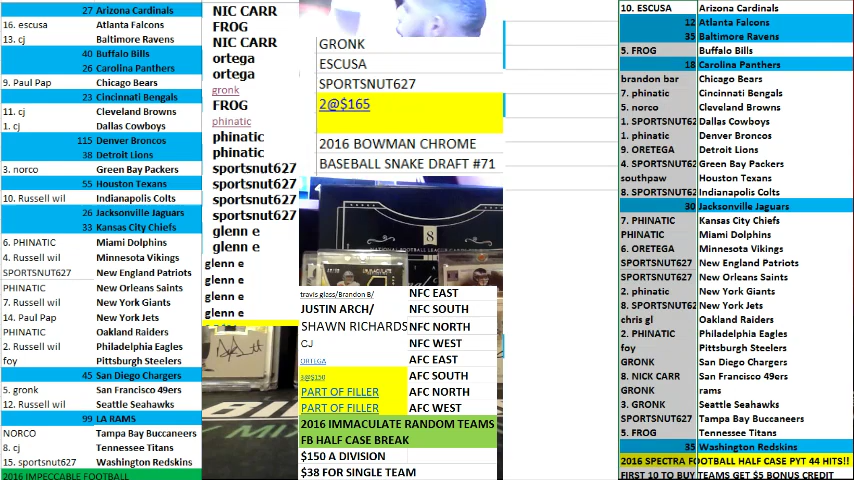 27 Arizona Cardinals
16. escusa Atlanta Falcons
13. cj Baltimore Ravens
40 Buffalo Bills
26 Carolina Panthers
9. Paul Pap Chicago Bears
23 Cincinnati Bengals
11. cj Cleveland Browns
1. cj Dallas Cowboys
115 Denver Broncos
38 Detroit Lions
3. norco Green Bay Packers
55 Houston Texans
10. Russell wil Indianapolis Colts
26 Jacksonville Jaguars
33 Kansas City Chiefs
6. PHINATIC Miami Dolphins
4. Russell wil Minnesota Vikings
SPORTSNUT627 New England Patriots
PHINATIC New Orleans Saints
7. Russell wil New York Giants
14. Paul Pap New York Jets
PHINATIC Oakland Raiders
2. Russell wil Philadelphia Eagles
foy Pittsburgh Steelers
45 San Diego Chargers
5. gronk San Francisco 49ers
12. Russell wil Seattle Seahawks
99 LA RAMS
NORCO Tampa Bay Buccaneers
8. cj Tennessee Titans
15. sportsnut627 Washington Redskins
2016 IMPECCABLE FOOTBALL
NIC CARR
FROG
NIC CARR
ortega
ortega
gronk
FROG
phinatic
phinatic
phinatic
sportsnut627
sportsnut627
sportsnut627
sportsnut627
glenn e
glenn e
glenn e
glenn e
glenn e
glenn e
GRONK
ESCUSA
SPORTSNUT627
2@$165
2016 BOWMAN CHROME
BASEBALL SNAKE DRAFT #71
8
travis glass/Brandon B/ NFC EAST
JUSTIN ARCH/ NFC SOUTH
SHAWN RICHARDS NFC NORTH
CJ NFC WEST
ORTEGA AFC EAST
3@$150 AFC SOUTH
PART OF FILLER AFC NORTH
PART OF FILLER AFC WEST
2016 IMMACULATE RANDOM TEAMS
FB HALF CASE BREAK
$150 A DIVISION
$38 FOR SINGLE TEAM
10. ESCUSA Arizona Cardinals
12 Atlanta Falcons
35 Baltimore Ravens
5. FROG Buffalo Bills
18 Carolina Panthers
brandon bar Chicago Bears
7. phinatic Cincinnati Bengals
5. norco Cleveland Browns
1. SPORTSNUT62 Dallas Cowboys
1. phinatic Denver Broncos
9. ORETGA Detroit Lions
4. SPORTSNUT62 Green Bay Packers
southpaw Houston Texans
8. SPORTSNUT62 Indianapolis Colts
30 Jacksonville Jaguars
7. PHINATIC Kansas City Chiefs
PHINATIC Miami Dolphins
6. ORETGA Minnesota Vikings
SPORTSNUT627 New England Patriots
SPORTSNUT627 New Orleans Saints
2. phinatic New York Giants
8. SPORTSNUT62 New York Jets
chris gl Oakland Raiders
2. PHINATIC Philadelphia Eagles
foy Pittsburgh Steelers
GRONK San Diego Chargers
8. NICK CARR San Francisco 49ers
GRONK rams
3. GRONK Seattle Seahawks
SPORTSNUT627 Tampa Bay Buccaneers
5. FROG Tennessee Titans
35 Washington Redskins
2016 SPECTRA FOOTBALL HALF CASE PYT 44 HITS!!
FIRST 10 TO BUY TEAMS GET $5 BONUS CREDIT